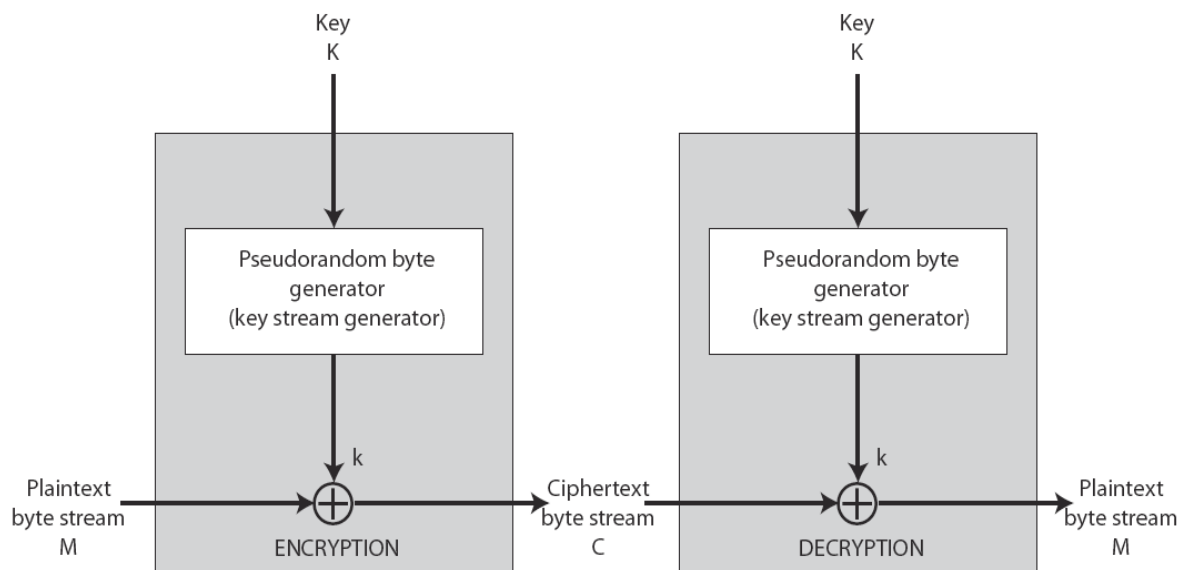 Key
K
Key
K
Pseudorandom byte
generator
(key stream generator)
Pseudorandom byte
generator
(key stream generator)
k
k
Plaintext
byte stream
M
Ciphertext
byte stream
C
Plaintext
byte stream
M
ENCRYPTION
DECRYPTION